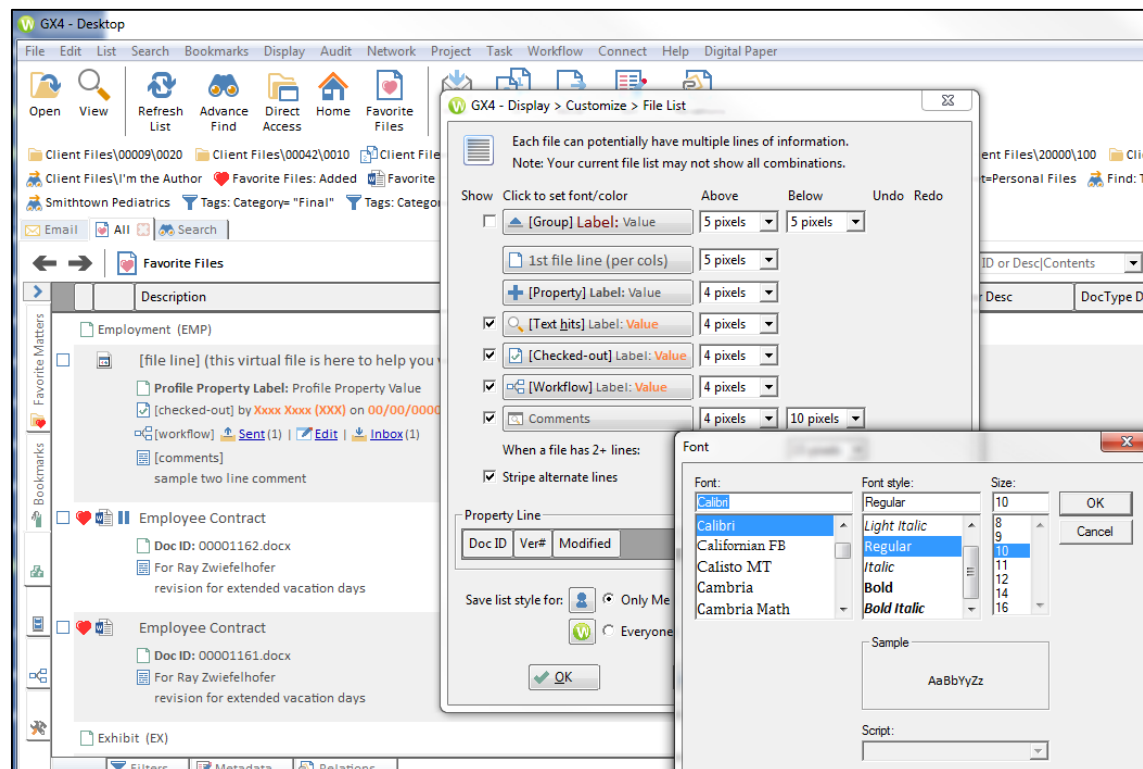 GX4 - Desktop
File Edit List Search Bookmarks Display Audit Network Project Task Workflow Connect Help Digital Paper
Open View Refresh List Advance Find Direct Access Home Favorite Files
Client Files\00009\0020 Client Files\00042\0010 Client File ent Files\20000\100 Cli
Client Files\I'm the Author Favorite Files: Added Favorite t=Personal Files Find: T
Smithtown Pediatrics Tags: Category= "Final" Tags: Catego
Email All Search
Favorite Files ID or Desc|Contents
Description r Desc DocType D
Favorite Matters
Bookmarks
Employment (EMP)
[file line] (this virtual file is here to help you v
Profile Property Label: Profile Property Value
[checked-out] by Xxxx Xxxx (XXX) on 00/00/0000
[workflow] Sent (1) | Edit | Inbox (1)
[comments]
sample two line comment
Employee Contract
Doc ID: 00001162.docx
For Ray Zwiefelhofer
revision for extended vacation days
Employee Contract
Doc ID: 00001161.docx
For Ray Zwiefelhofer
revision for extended vacation days
Exhibit (EX)
Filters Metadata Relations
GX4 - Display > Customize > File List
Each file can potentially have multiple lines of information.
Note: Your current file list may not show all combinations.
Show Click to set font/color Above Below Undo Redo
[Group] Label: Value 5 pixels 5 pixels
1st file line (per cols) 5 pixels
[Property] Label: Value 4 pixels
[Text hits] Label: Value 4 pixels
[Checked-out] Label: Value 4 pixels
[Workflow] Label: Value 4 pixels
Comments 4 pixels 10 pixels
When a file has 2+ lines:
Stripe alternate lines
Property Line
Doc ID Ver# Modified
Save list style for: Only Me
Everyone
OK
Font
Font: Font style: Size:
Calibri Regular 10 OK
Cancel
Calibri
Californian FB
Calisto MT
Cambria
Cambria Math
Light Italic
Regular
Italic
Bold
Bold Italic
8
9
10
11
12
14
16
Sample
AaBbYyZz
Script: